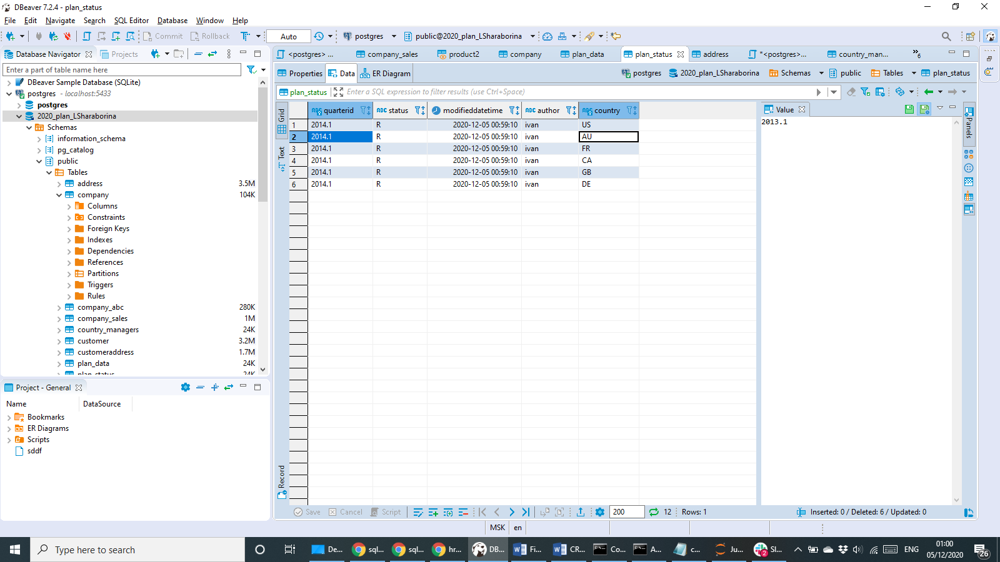 DBeaver 7.2.4 - plan_status
File Edit Navigate Search SQL Editor Database Window Help
Commit Rollback Auto postgres public@2020_plan_LSharaborina
Database Navigator Projects
Enter a part of table name here
DBeaver Sample Database (SQLite)
postgres - localhost:5433
postgres
2020_plan_LSharaborina
Schemas
information_schema
pg_catalog
public
Tables
address 3.5M
company 104K
Columns
Constraints
Foreign Keys
Indexes
Dependencies
References
Partitions
Triggers
Rules
company_abc 280K
company_sales 1M
country_managers 24K
customer 3.2M
customeraddress 1.7M
plan_data 24K
plan_status 24K
Project - General
Name DataSource
Bookmarks
ER Diagrams
Scripts
sddf
<postgres> ... company_sales product2 company plan_data plan_status address *<postgres>... country_man... »6
Properties Data ER Diagram postgres 2020_plan_LSharaborina Schemas public Tables plan_status
plan_status Enter a SQL expression to filter results (use Ctrl+Space)
Grid
Text
Record
ABC quarterid ABC status modifieddatetime ABC author ABC country
1 2014.1 R 2020-12-05 00:59:10 ivan US
2 2014.1 R 2020-12-05 00:59:10 ivan AU
3 2014.1 R 2020-12-05 00:59:10 ivan FR
4 2014.1 R 2020-12-05 00:59:10 ivan CA
5 2014.1 R 2020-12-05 00:59:10 ivan GB
6 2014.1 R 2020-12-05 00:59:10 ivan DE
Value
2013.1
Panels
Save Cancel Script 200 12 Rows: 1 Inserted: 0 / Deleted: 6 / Updated: 0
MSK en
Type here to search De... sql... sql... hr... DB... Fi... CR... Co... A... c... Ju... Sl... 2 ENG 01:00
05/12/2020 26